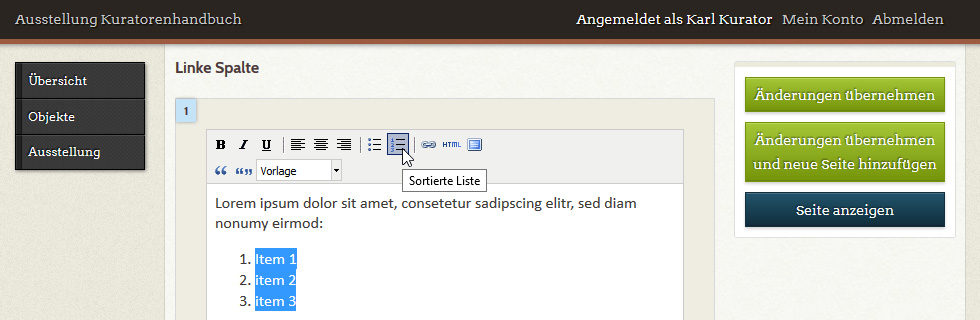 Ausstellung Kuratorenhandbuch
Angemeldet als Karl Kurator Mein Konto Abmelden
Übersicht
Objekte
Ausstellung
Linke Spalte
1
B I U HTML
Vorlage
Sortierte Liste
Lorem ipsum dolor sit amet, consetetur sadipscing elitr, sed diam
nonumy eirmod:
1. Item 1
2. item 2
3. item 3
Änderungen übernehmen
Änderungen übernehmen
und neue Seite hinzufügen
Seite anzeigen